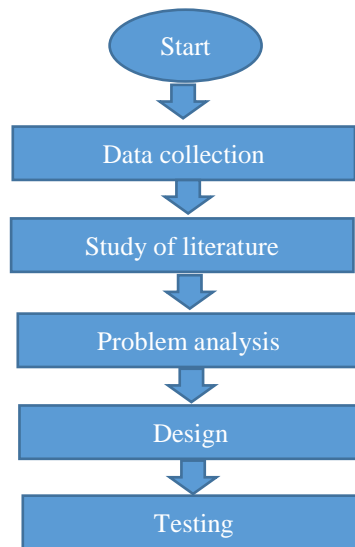 Start
Data collection
Study of literature
Problem analysis
Design
Testing